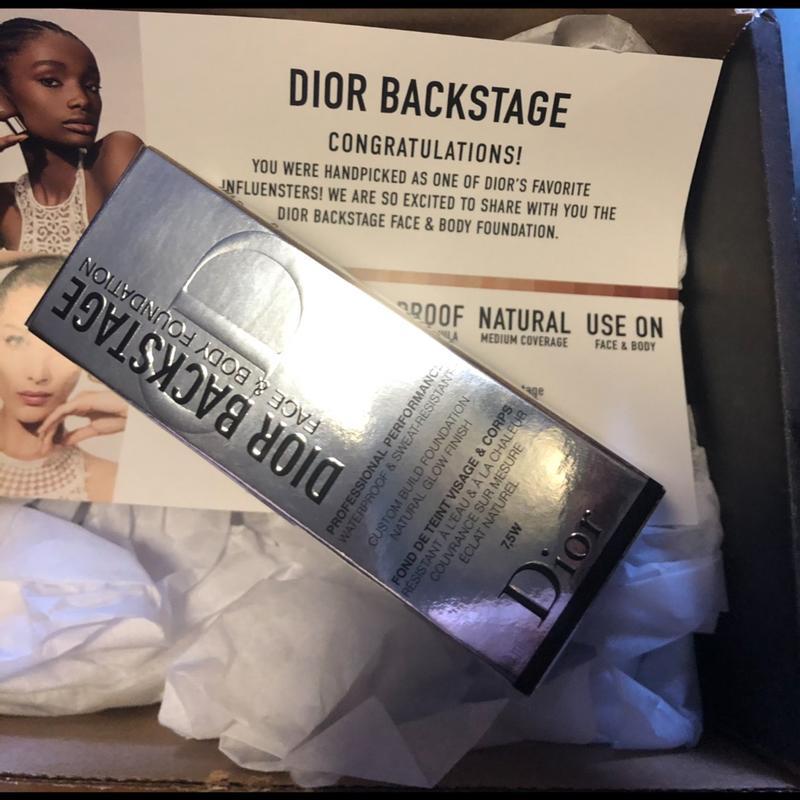 DIOR BACKSTAGE
CONGRATULATIONS!
YOU WERE HANDPICKED AS ONE OF DIOR'S FAVORITE
INFLUENSTERS! WE ARE SO EXCITED TO SHARE WITH YOU THE
DIOR BACKSTAGE FACE & BODY FOUNDATION.
PROOF NATURAL USE ON
MEDIUM COVERAGE FACE & BODY
DIOR BACKSTAGE
FACE & BODY FOUNDATION
PROFESSIONAL PERFORMANCE
WATERPROOF & SWEAT-RESISTANT
CUSTOM BUILD FOUNDATION
NATURAL GLOW FINISH
FOND DE TEINT VISAGE & CORPS
RÉSISTANT À L'EAU & À LA CHALEUR
COUVRANCE SUR MESURE
ÉCLAT NATUREL
7,5W
Dior